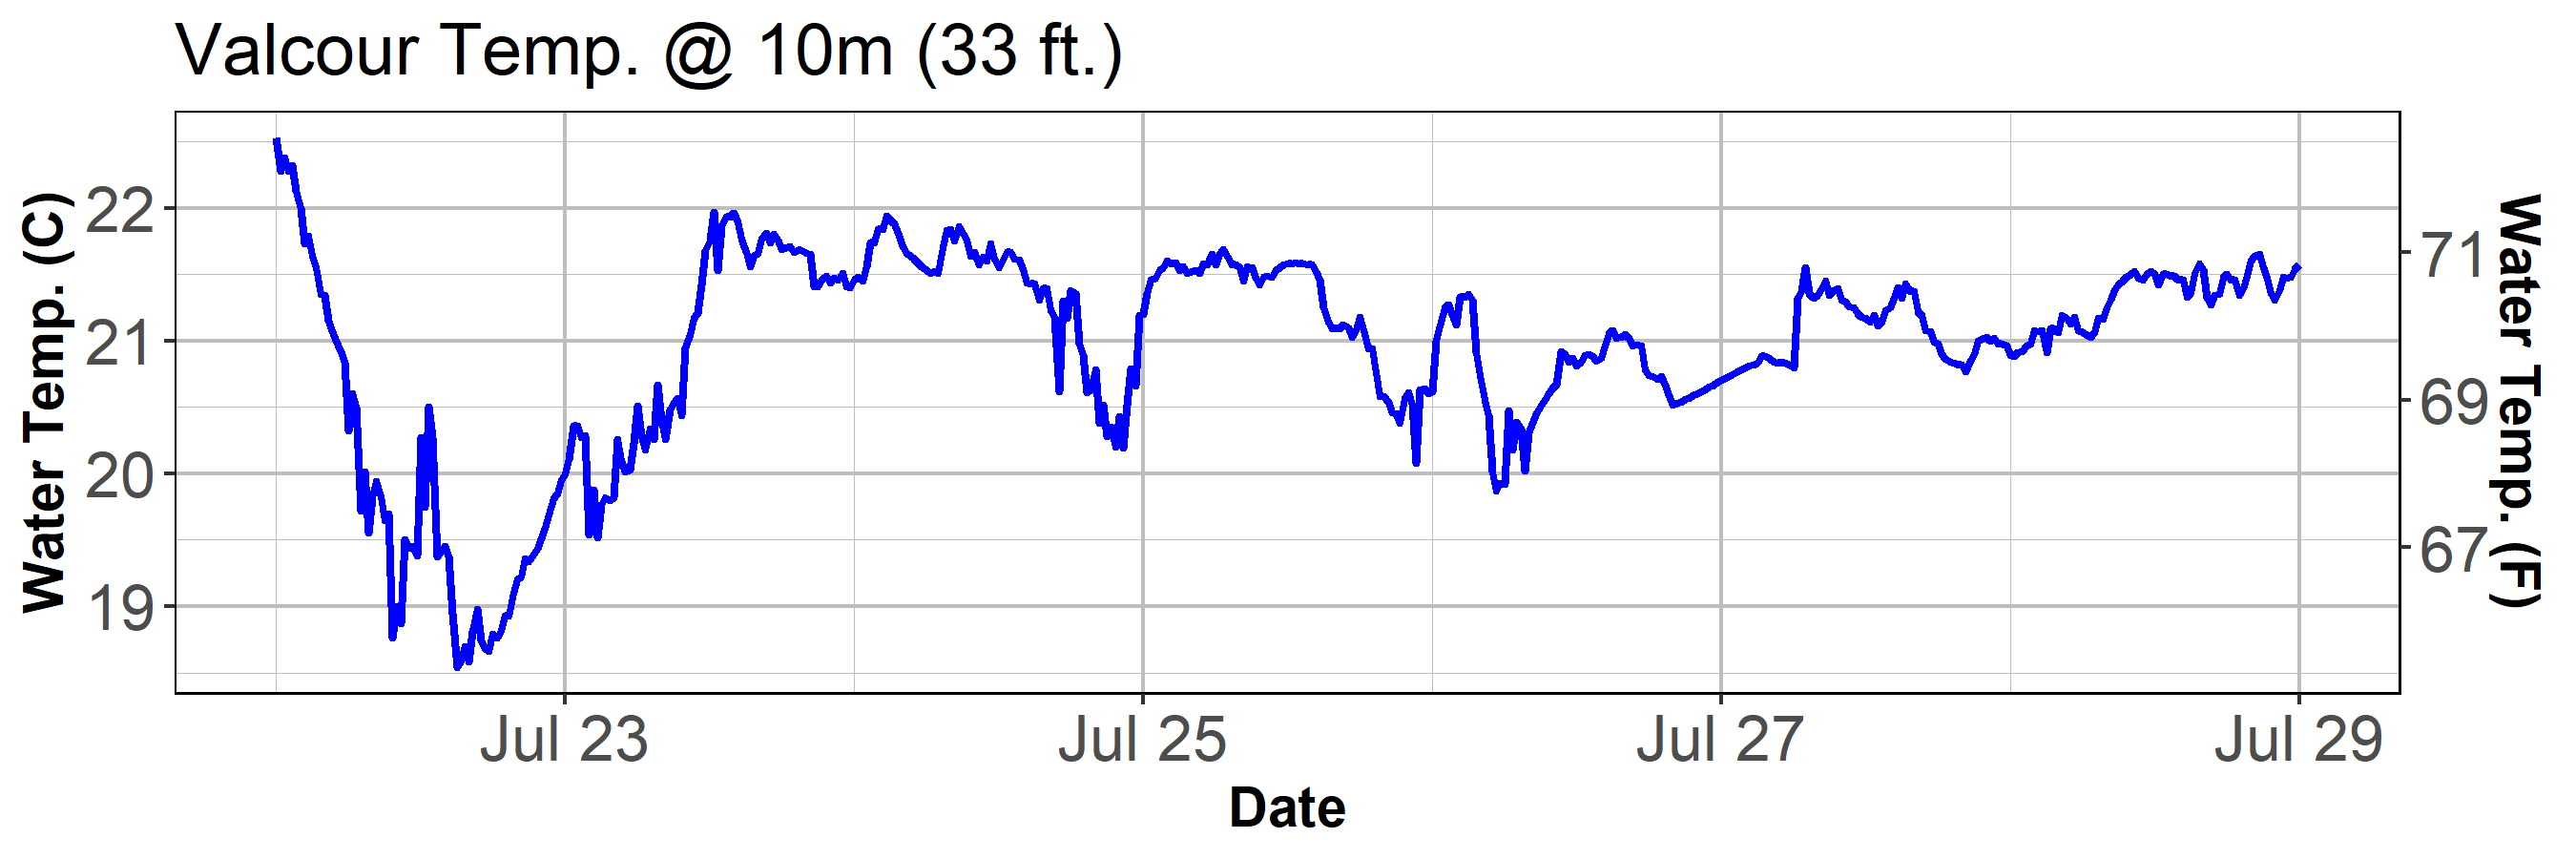 Valcour Temp. @ 10m (33 ft.)
Water Temp. (C)
22
21
20
19
71
69
67
Water Temp. (F)
Jul 23
Jul 25
Jul 27
Jul 29
Date